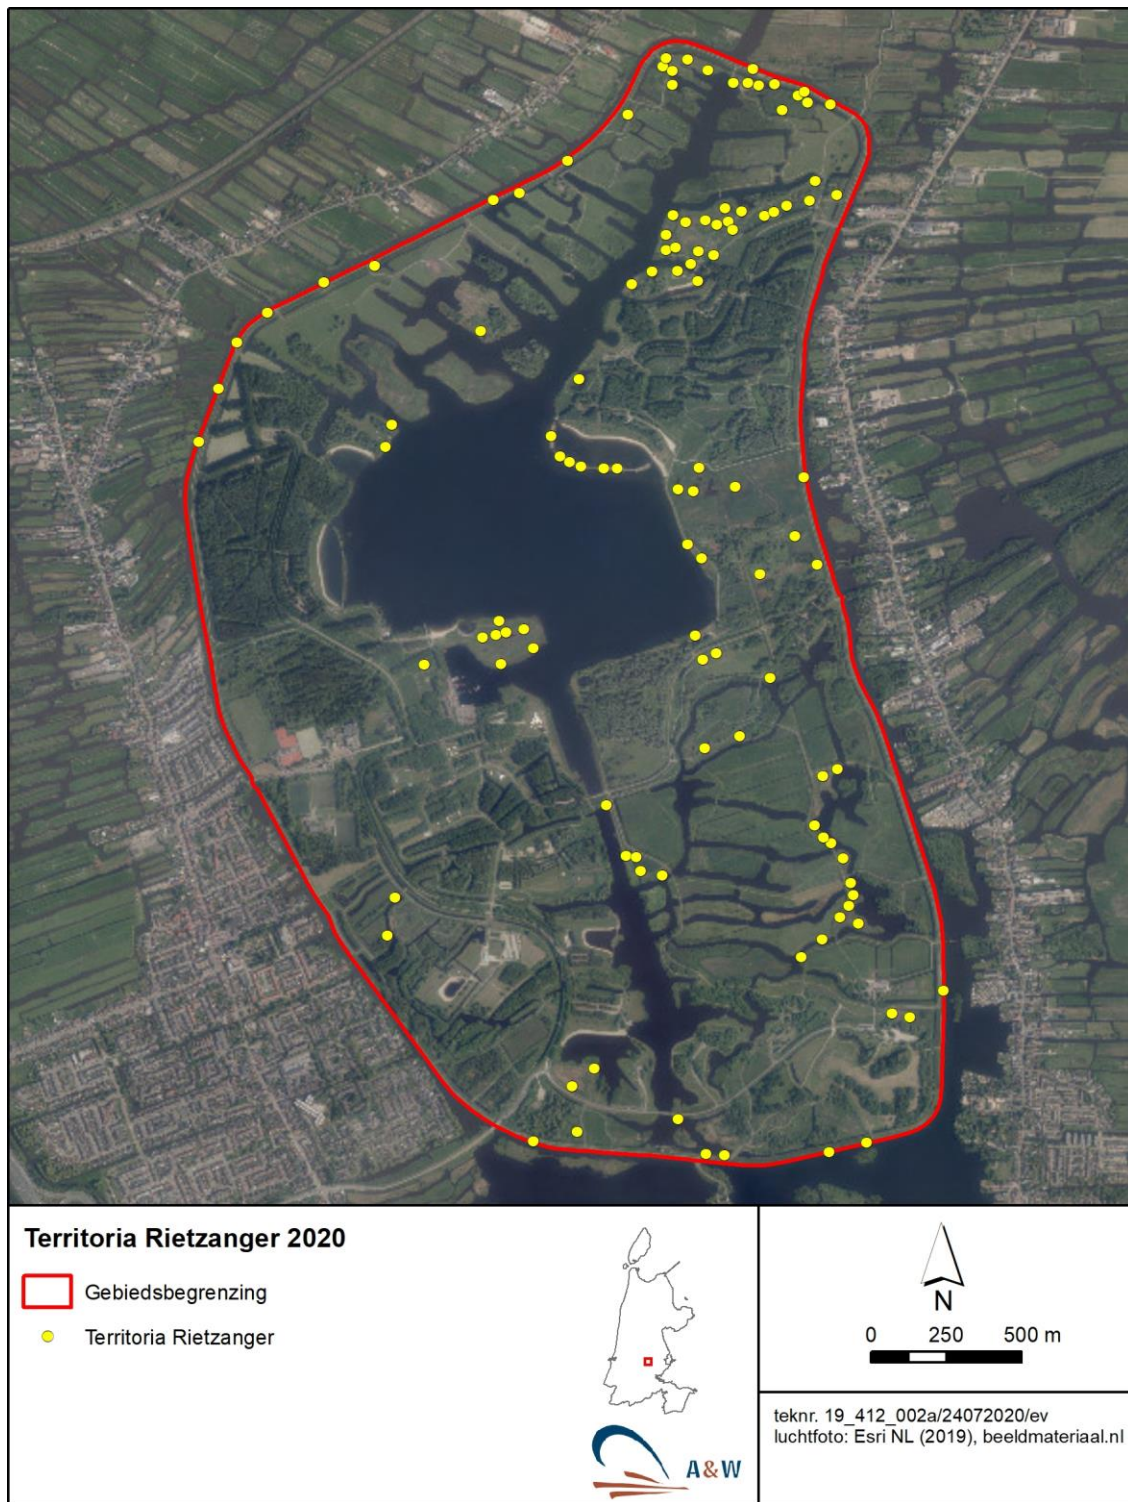 Territoria Rietzanger 2020
Gebiedsbegrenzing
Territoria Rietzanger
A&W
N
0 250 500 m
teknr. 19_412_002a/24072020/ev
luchtfoto: Esri NL (2019), beeldmateriaal.nl